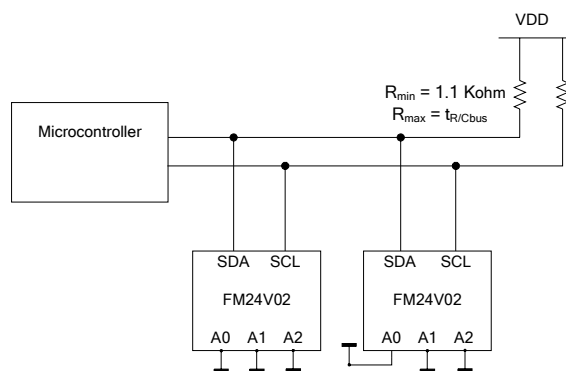 VDD
Rmin = 1.1 Kohm
Rmax = tR/Cbus
Microcontroller
SDA SCL
FM24V02
A0 A1 A2
SDA SCL
FM24V02
A0 A1 A2